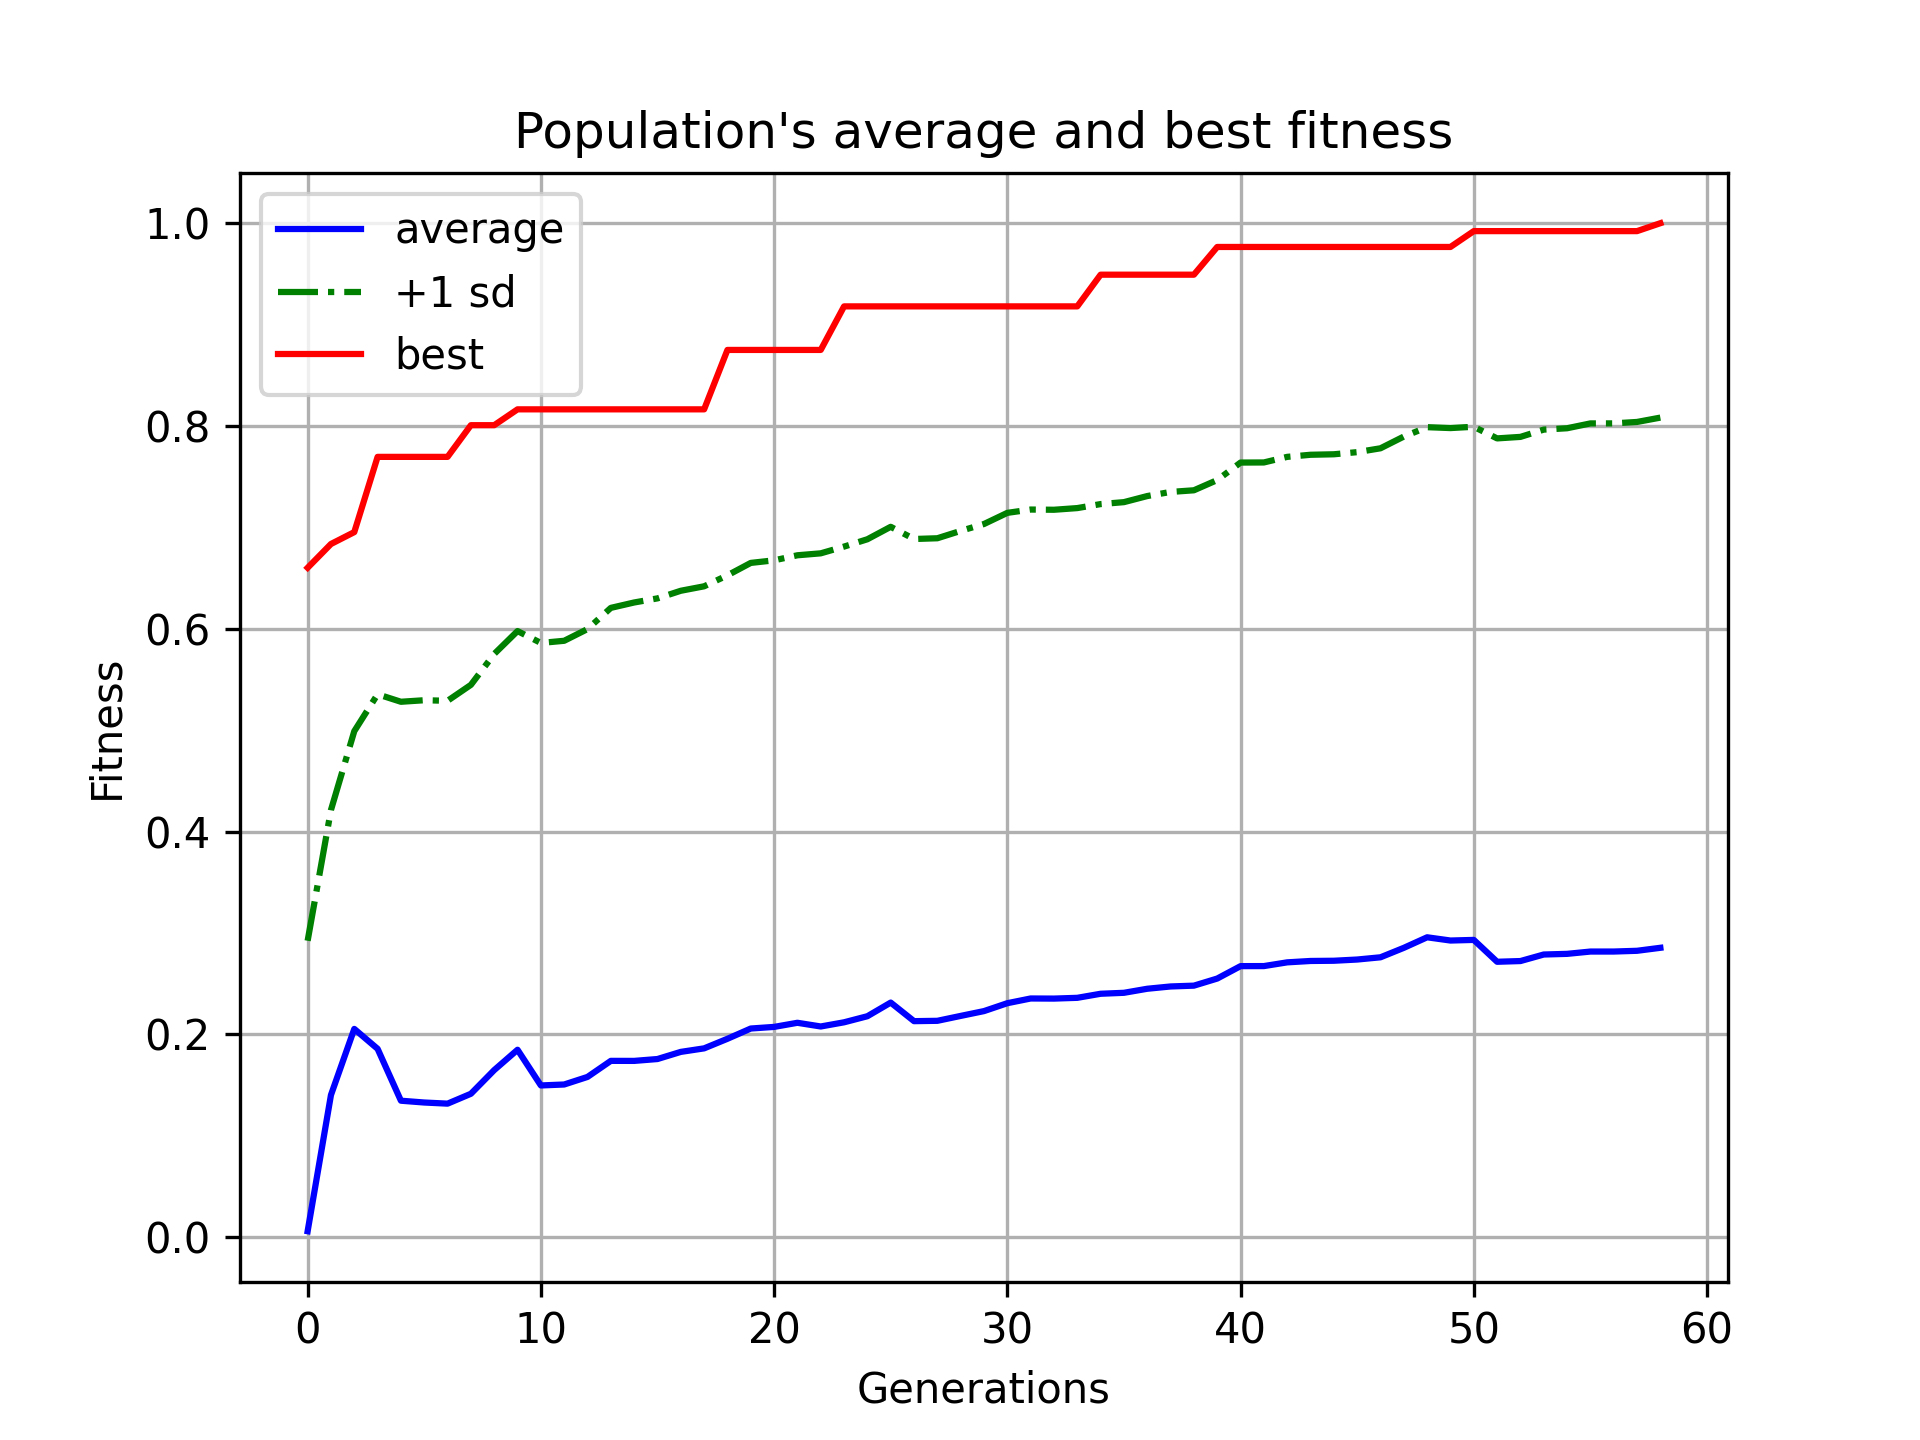 Population's average and best fitness
average
+1 sd
best
1.0
0.8
0.6
0.4
0.2
0.0
Fitness
0 10 20 30 40 50 60
Generations